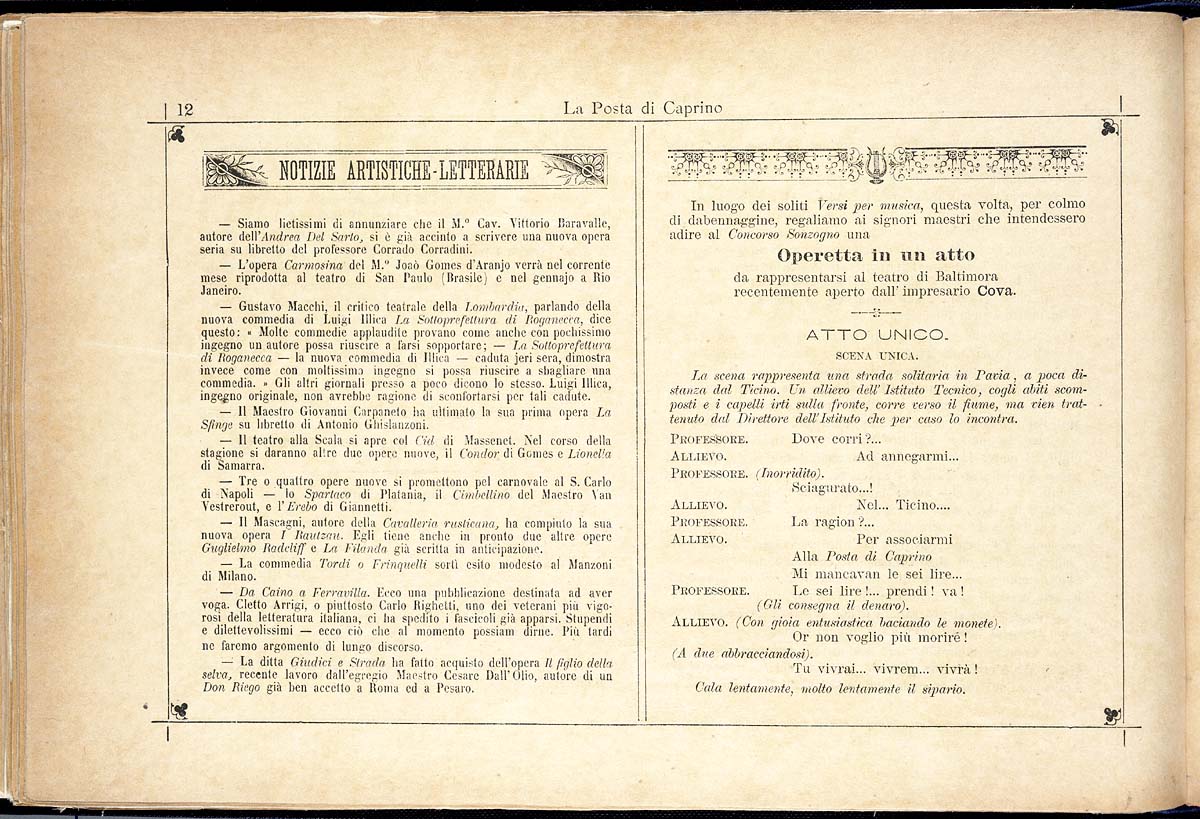 12
La Posta di Caprino
NOTIZIE ARTISTICHE-LETTERARIE
— Siamo lietissimi di annunziare che il M.º Cav. Vittorio Baravalle,
autore dell'Andrea Del Sarto, si è già accinto a scrivere una nuova opera
seria su libretto del professore Corrado Corradini.
— L'opera Carmosina del M.º Joaò Gomes d'Aranjo verrà nel corrente
mese riprodotta al teatro di San Paulo (Brasile) e nel gennajo a Rio
Janeiro.
— Gustavo Macchi, il critico teatrale della Lombardia, parlando della
nuova commedia di Luigi Illica La Sottoprefettura di Roganecca, dice
questo: « Molte commedie applaudite provano come anche con pochissimo
ingegno un autore possa riuscire a farsi sopportare; — La Sottoprefettura
di Roganecca — la nuova commedia di Illica — caduta jeri sera, dimostra
invece come con moltissimo ingegno si possa riuscire a sbagliare una
commedia. » Gli altri giornali presso a poco dicono lo stesso. Luigi Illica,
ingegno originale, non avrebbe ragione di sconfortarsi per tali cadute.
— Il Maestro Giovanni Carpaneto ha ultimato la sua prima opera La
Sfinge su libretto di Antonio Ghislanzoni.
— Il teatro alla Scala si apre col Cid di Massenet. Nel corso della
stagione si daranno altre due opere nuove, il Condor di Gomes e Lionella
di Samarra.
— Tre o quattro opere nuove si promettono pel carnovale al S. Carlo
di Napoli — lo Spartaco di Platania, il Cimbellino del Maestro Van
Vestrerout, e l'Erebo di Giannetti.
— Il Mascagni, autore della Cavalleria rusticana, ha compiuto la sua
nuova opera I Rautzau. Egli tiene anche in pronto due altre opere
Guglielmo Radcliff e La Filanda già scritta in anticipazione.
— La commedia Tordi o Frinquelli sortì esito modesto al Manzoni
di Milano.
— Da Caino a Ferravilla. Ecco una pubblicazione destinata ad aver
voga. Cletto Arrigi, o piuttosto Carlo Righetti, uno dei veterani più vigo-
rosi della letteratura italiana, ci ha spedito i fascicoli già apparsi. Stupendi
e dilettevolissimi — ecco ciò che al momento possiam dirne. Più tardi
ne faremo argomento di lungo discorso.
— La ditta Giudici e Strada ha fatto acquisto dell'opera Il figlio della
selva, recente lavoro dall'egregio Maestro Cesare Dall'Olio, autore di un
Don Riego già ben accetto a Roma ed a Pesaro.
In luogo dei soliti Versi per musica, questa volta, per colmo
di dabennaggine, regaliamo ai signori maestri che intendessero
adire al Concorso Sonzogno una
Operetta in un atto
da rappresentarsi al teatro di Baltimora
recentemente aperto dall'impresario Cova.
ATTO UNICO.
SCENA UNICA.
La scena rappresenta una strada solitaria in Pavia, a poca di-
stanza dal Ticino. Un allievo dell'Istituto Tecnico, cogli abiti scom-
posti e i capelli irti sulla fronte, corre verso il fiume, ma vien trat-
tenuto dal Direttore dell'Istituto che per caso lo incontra.
PROFESSORE. Dove corri?...
ALLIEVO. Ad annegarmi...
PROFESSORE. (Inorridito).
Sciagurato...!
ALLIEVO. Nel... Ticino....
PROFESSORE. La ragion?...
ALLIEVO. Per associarmi
Alla Posta di Caprino
Mi mancavan le sei lire...
PROFESSORE. Le sei lire!... prendi! va!
(Gli consegna il denaro).
ALLIEVO. (Con gioia entusiastica baciando le monete).
Or non voglio più morire!
(A due abbracciandosi).
Tu vivrai... vivrem... vivrà!
Cala lentamente, molto lentamente il sipario.